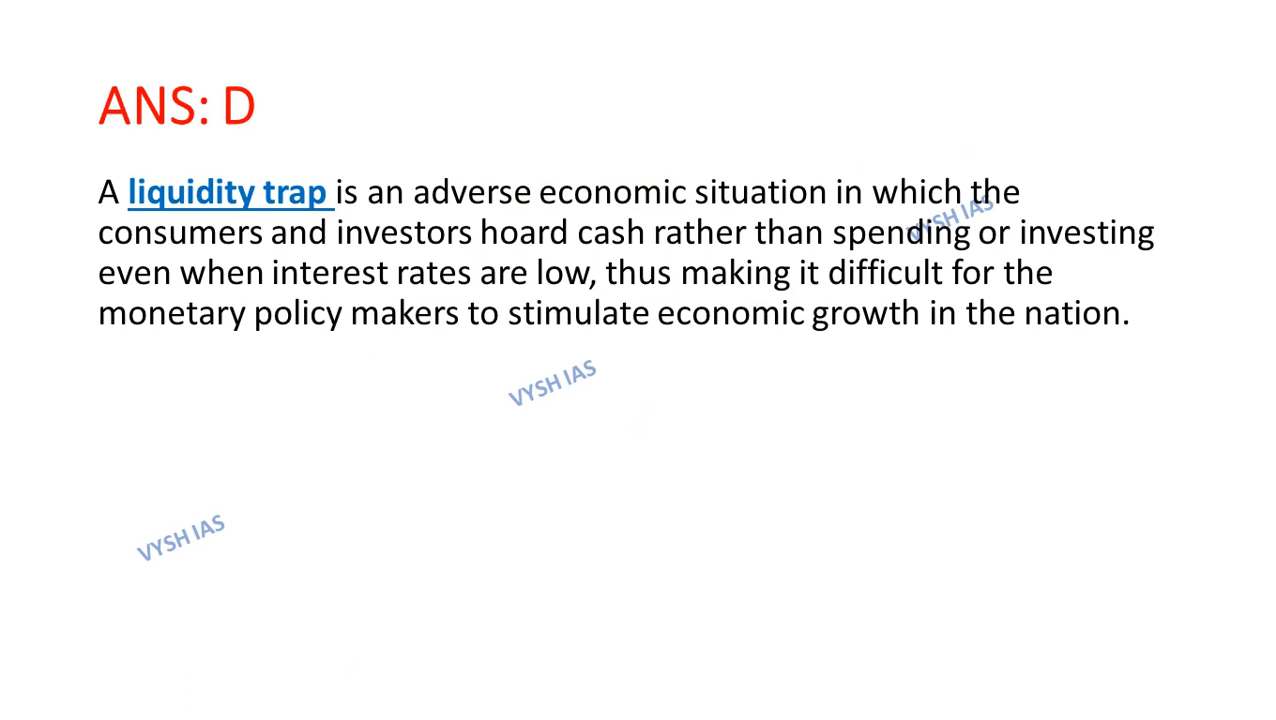 ANS: D
A liquidity trap is an adverse economic situation in which the
VYSH IAS
consumers and investors hoard cash rather than spending or investing
even when interest rates are low, thus making it difficult for the
monetary policy makers to stimulate economic growth in the nation.
VYSH IAS
VYSH IAS